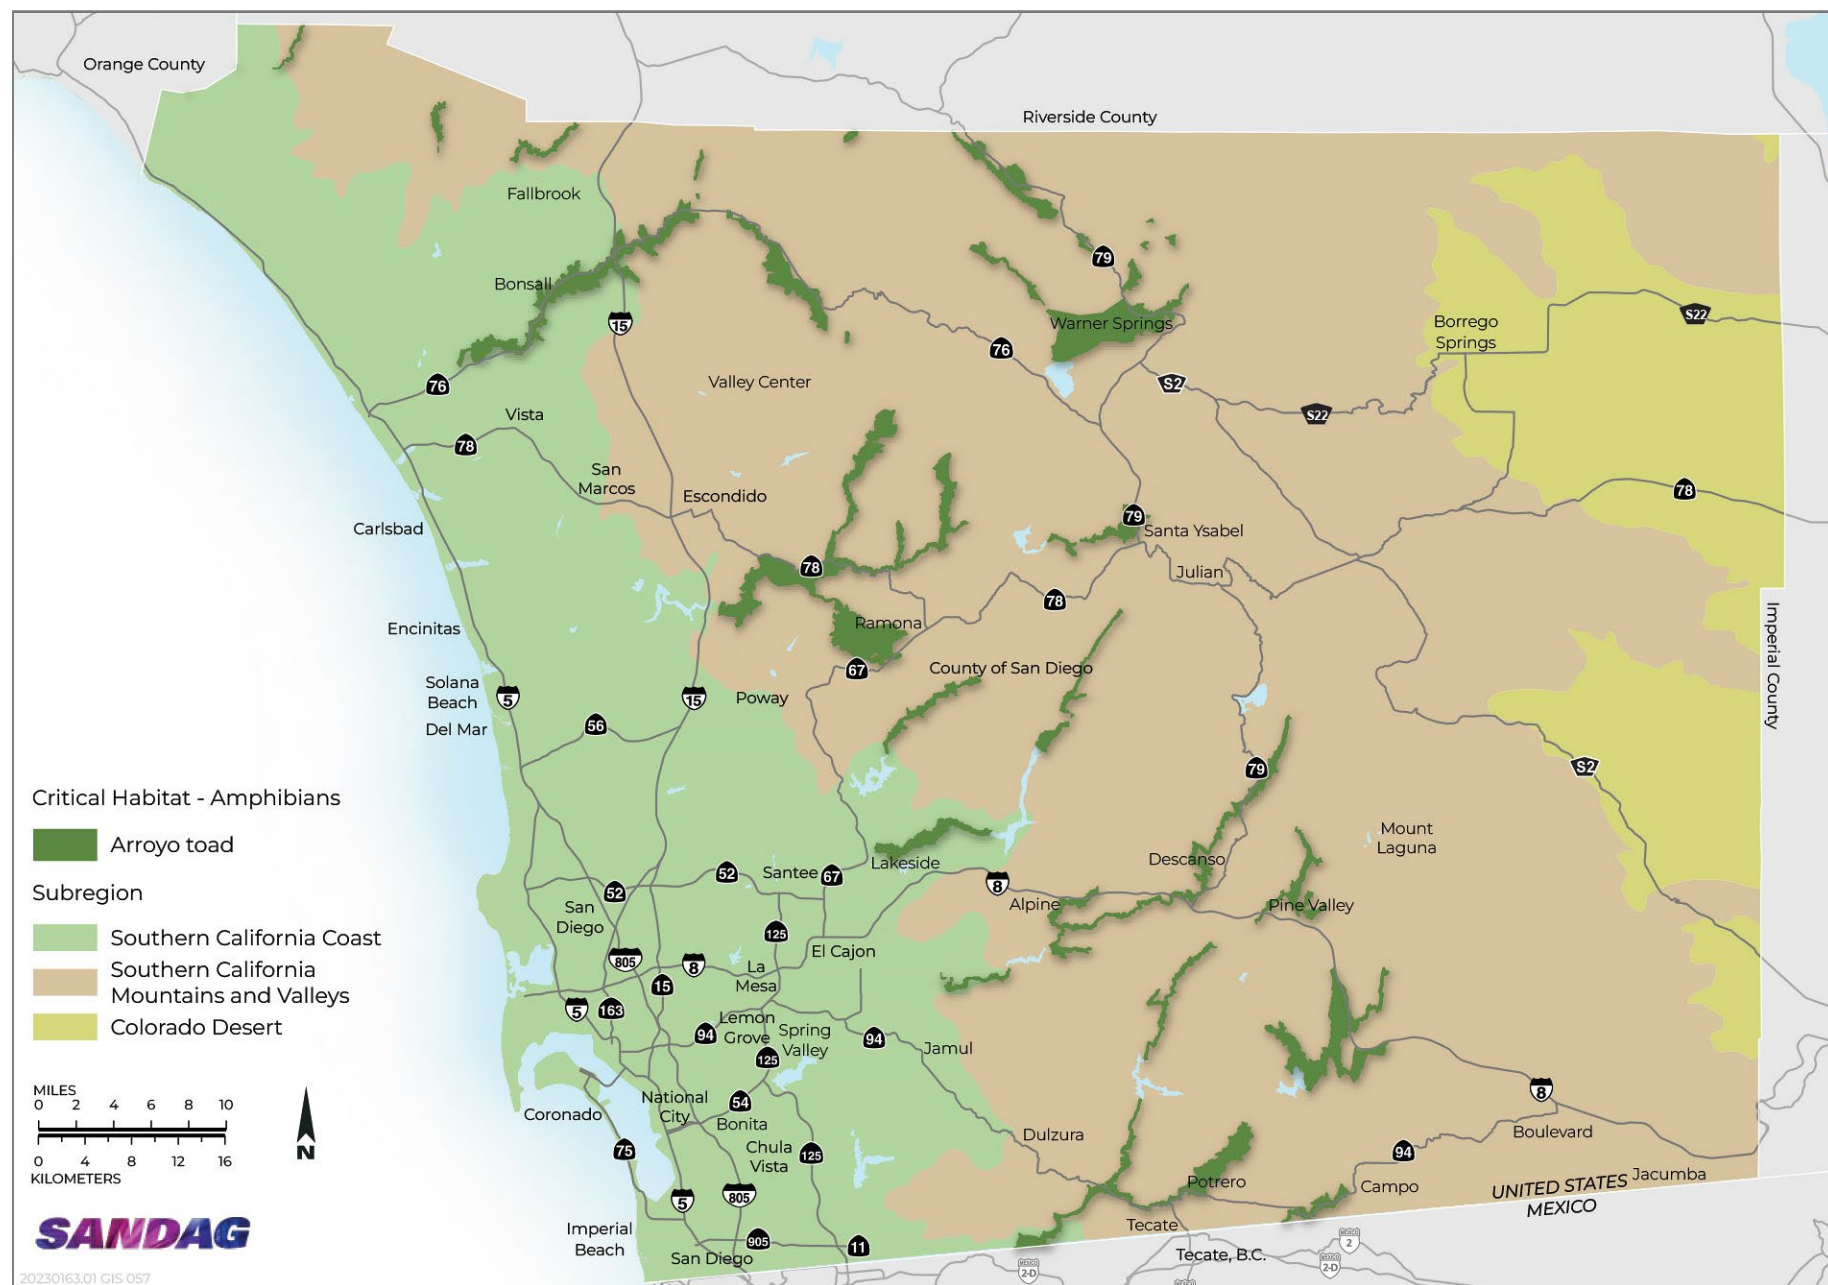 Orange County
Riverside County
Fallbrook
Bonsall
79
15
Warner Springs
Borrego
Springs
S22
76
76
Valley Center
S2
S22
Vista
78
San
Marcos
Escondido
78
Carlsbad
79
Santa Ysabel
78
Julian
78
Encinitas
Ramona
Imperial County
67
County of San Diego
Solana
Beach
5
15
Poway
Del Mar
56
79
S2
Critical Habitat - Amphibians
Arroyo toad
Mount
Laguna
Descanso
Lakeside
52
Santee
67
52
8
Subregion
Alpine
Pine Valley
San
Diego
125
Southern California Coast
El Cajon
805
8
La
Mesa
Southern California
Mountains and Valleys
15
5
163
Colorado Desert
94
Lemon
Grove
Spring
Valley
94
Jamul
125
MILES
0 2 4 6 8 10
0 4 8 12 16
KILOMETERS
N
National
City
54
Coronado
Bonita
8
Dulzura
Boulevard
75
Chula
Vista
125
94
Jacumba
Potrero
Campo
UNITED STATES
MEXICO
5
805
Imperial
Beach
Tecate
SANDAG
905
11
San Diego
Tecate, B.C.
MEXICO
2
MEXICO
2-D
MEXICO
2-D
20230163.01 GIS 057